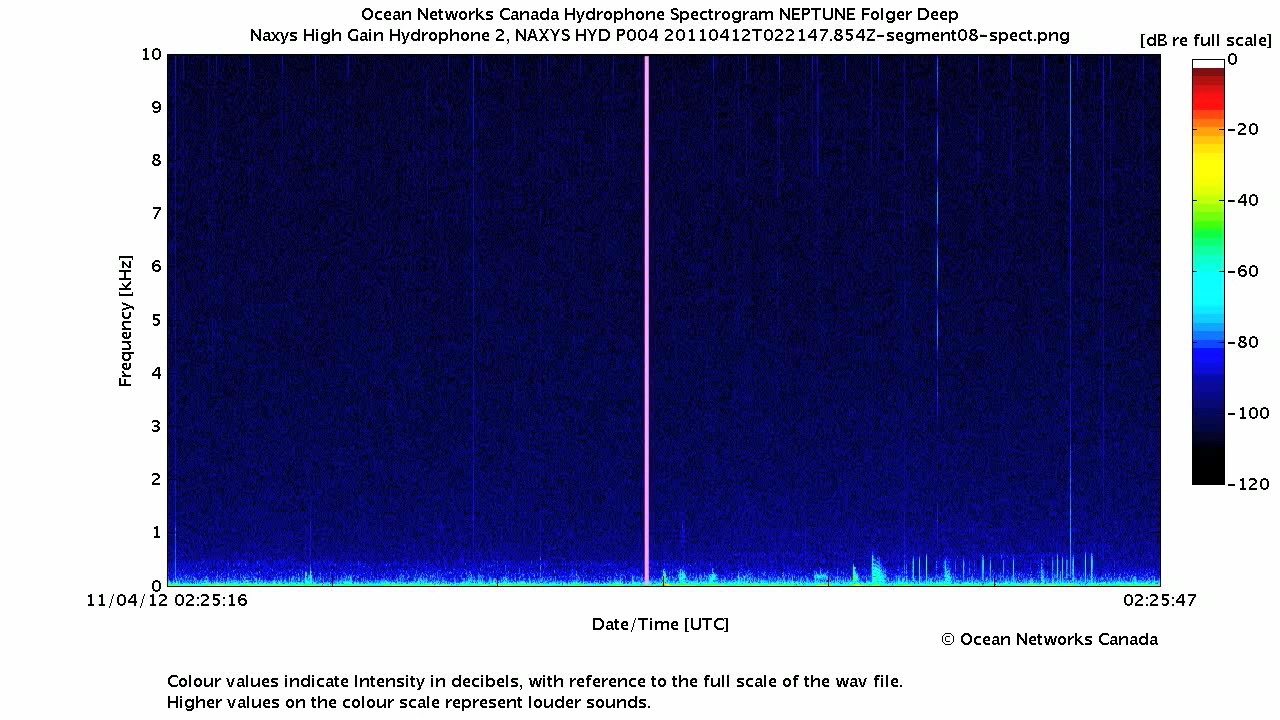 Ocean Networks Canada Hydrophone Spectrogram NEPTUNE Folger Deep
Naxys High Gain Hydrophone 2, NAXYS HYD P004 20110412T022147.854Z-segment08-spect.png
[dB re full scale]
10
9
8
7
6
5
4
3
2
1
0
Frequency [kHz]
0
-20
-40
-60
-80
-100
-120
11/04/12 02:25:16
02:25:47
Date/Time [UTC]
© Ocean Networks Canada
Colour values indicate Intensity in decibels, with reference to the full scale of the wav file.
Higher values on the colour scale represent louder sounds.